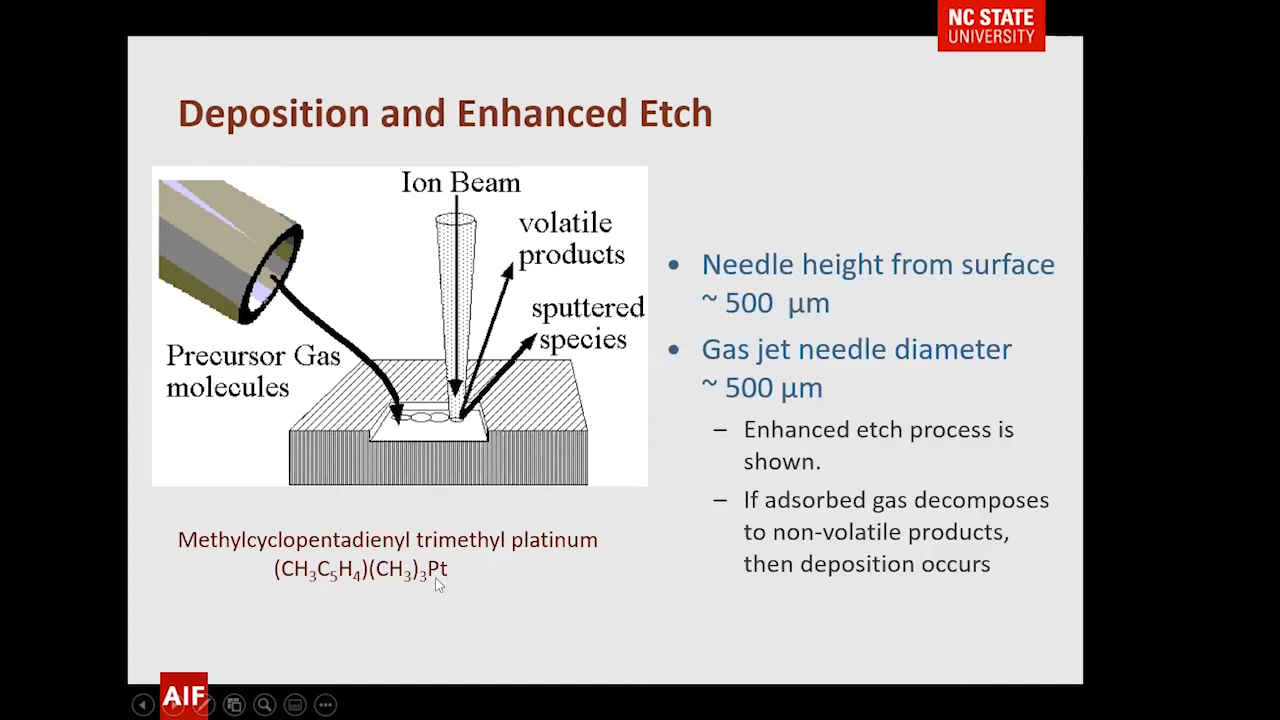 NC STATE
UNIVERSITY
Deposition and Enhanced Etch
Ion Beam
volatile
products
sputtered
species
Precursor Gas
molecules
Methylcyclopentadienyl trimethyl platinum
(CH₃C₅H₄)(CH₃)₃Pt
• Needle height from surface
~ 500 μm
• Gas jet needle diameter
~ 500 μm
– Enhanced etch process is
shown.
– If adsorbed gas decomposes
to non-volatile products,
then deposition occurs
AIF